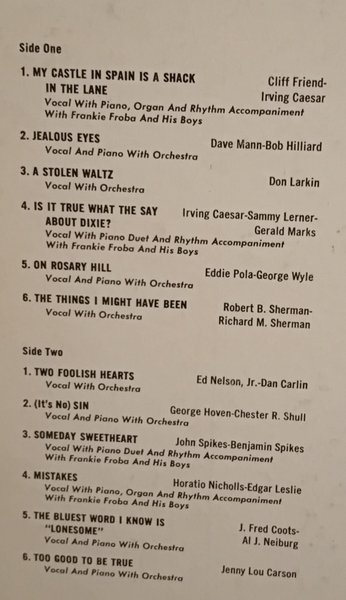 Side One
1. MY CASTLE IN SPAIN IS A SHACK Cliff Friend-
IN THE LANE Irving Caesar
Vocal With Piano, Organ And Rhythm Accompaniment
With Frankie Froba And His Boys
2. JEALOUS EYES Dave Mann-Bob Hilliard
Vocal And Piano With Orchestra
3. A STOLEN WALTZ Don Larkin
Vocal With Orchestra
4. IS IT TRUE WHAT THE SAY Irving Caesar-Sammy Lerner-
ABOUT DIXIE? Gerald Marks
Vocal With Piano Duet And Rhythm Accompaniment
With Frankie Froba And His Boys
5. ON ROSARY HILL Eddie Pola-George Wyle
Vocal And Piano With Orchestra
6. THE THINGS I MIGHT HAVE BEEN Robert B. Sherman-
Vocal With Orchestra Richard M. Sherman
Side Two
1. TWO FOOLISH HEARTS Ed Nelson, Jr.-Dan Carlin
Vocal With Orchestra
2. (It's No) SIN George Hoven-Chester R. Shull
Vocal And Piano With Orchestra
3. SOMEDAY SWEETHEART John Spikes-Benjamin Spikes
Vocal With Piano Duet And Rhythm Accompaniment
With Frankie Froba And His Boys
4. MISTAKES Horatio Nicholls-Edgar Leslie
Vocal With Piano, Organ And Rhythm Accompaniment
With Frankie Froba And His Boys
5. THE BLUEST WORD I KNOW IS J. Fred Coots-
"LONESOME" Al J. Neiburg
Vocal And Piano With Orchestra
6. TOO GOOD TO BE TRUE Jenny Lou Carson
Vocal And Piano With Orchestra